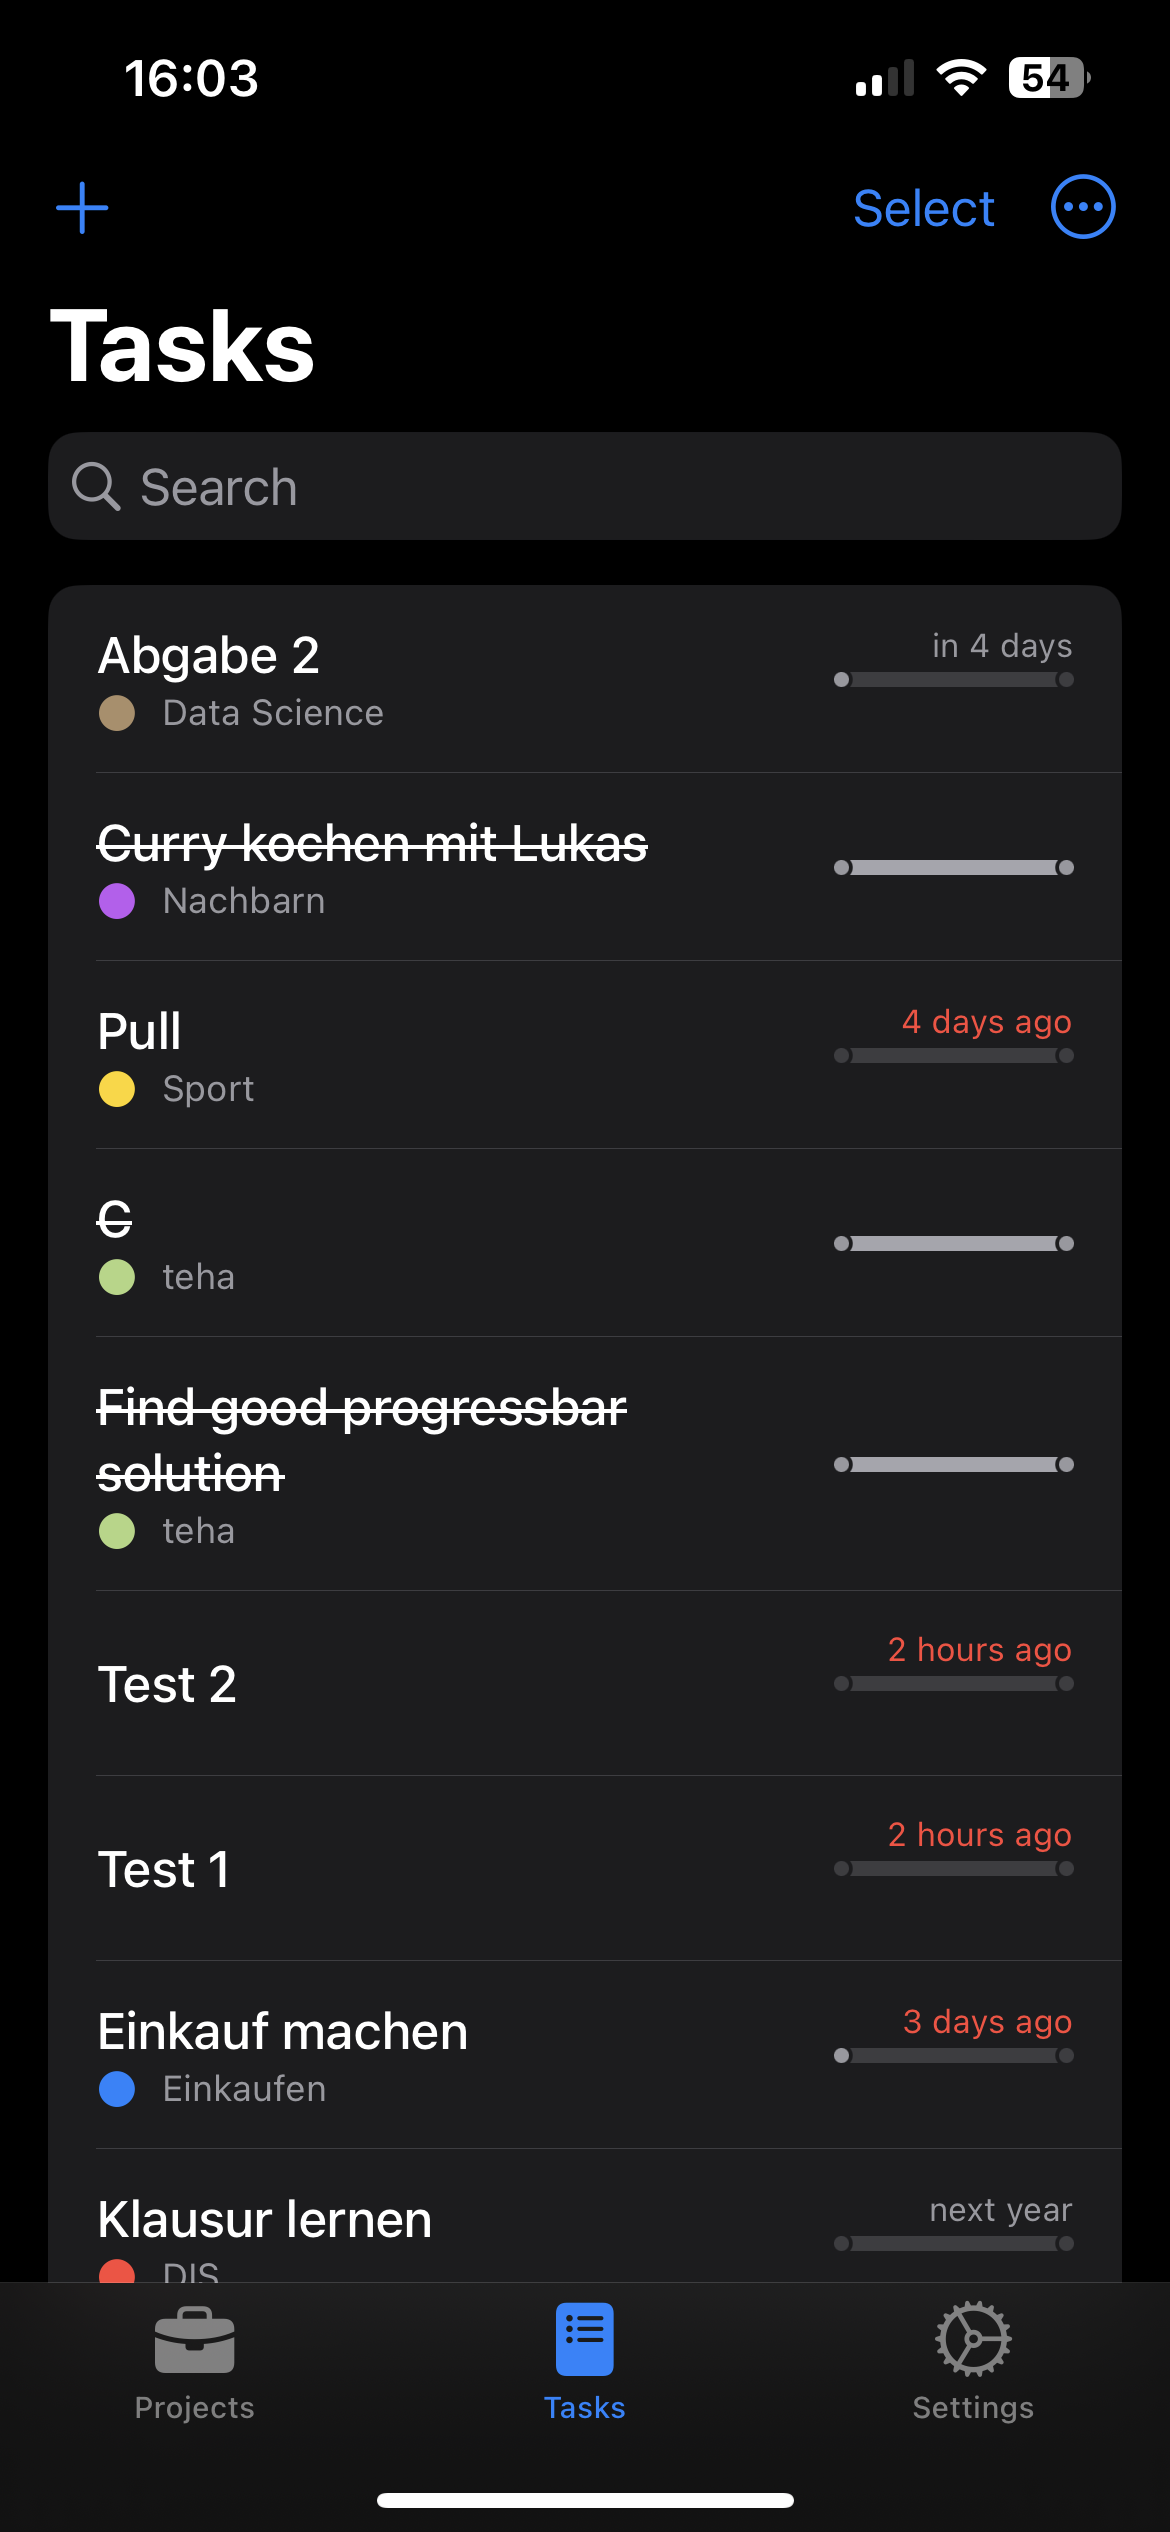 16:03
54
Select
Tasks
Search
Abgabe 2
in 4 days
Data Science
Curry kochen mit Lukas
Nachbarn
Pull
4 days ago
Sport
C
teha
Find good progressbar
solution
teha
Test 2
2 hours ago
Test 1
2 hours ago
Einkauf machen
3 days ago
Einkaufen
Klausur lernen
next year
DIS
Projects
Tasks
Settings